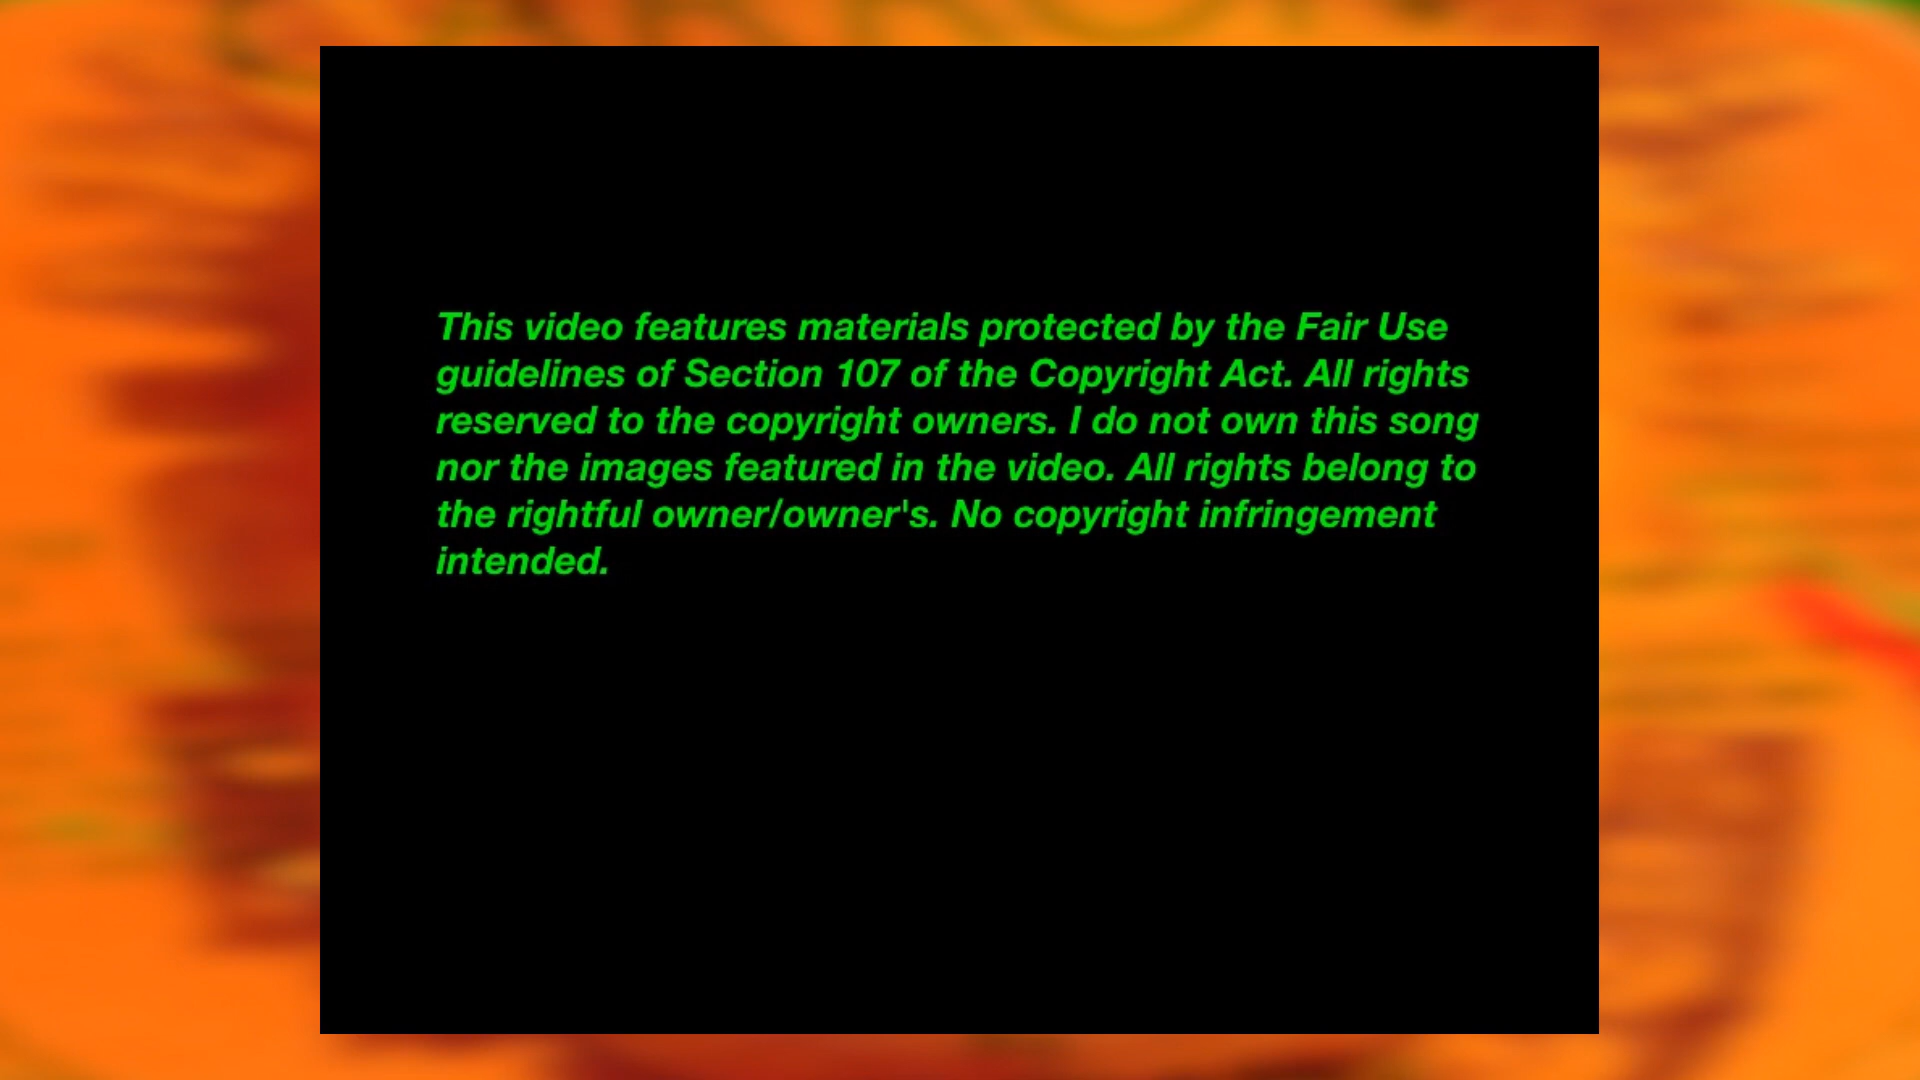 This video features materials protected by the Fair Use
guidelines of Section 107 of the Copyright Act. All rights
reserved to the copyright owners. I do not own this song
nor the images featured in the video. All rights belong to
the rightful owner/owner's. No copyright infringement
intended.